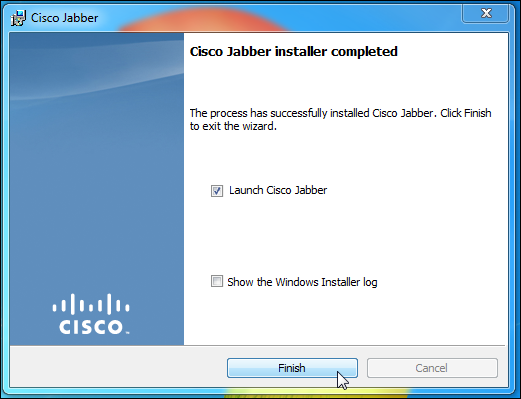 Cisco Jabber
Cisco Jabber installer completed
The process has successfully installed Cisco Jabber. Click Finish
to exit the wizard.
Launch Cisco Jabber
Show the Windows Installer log
CISCO™
Finish
Cancel